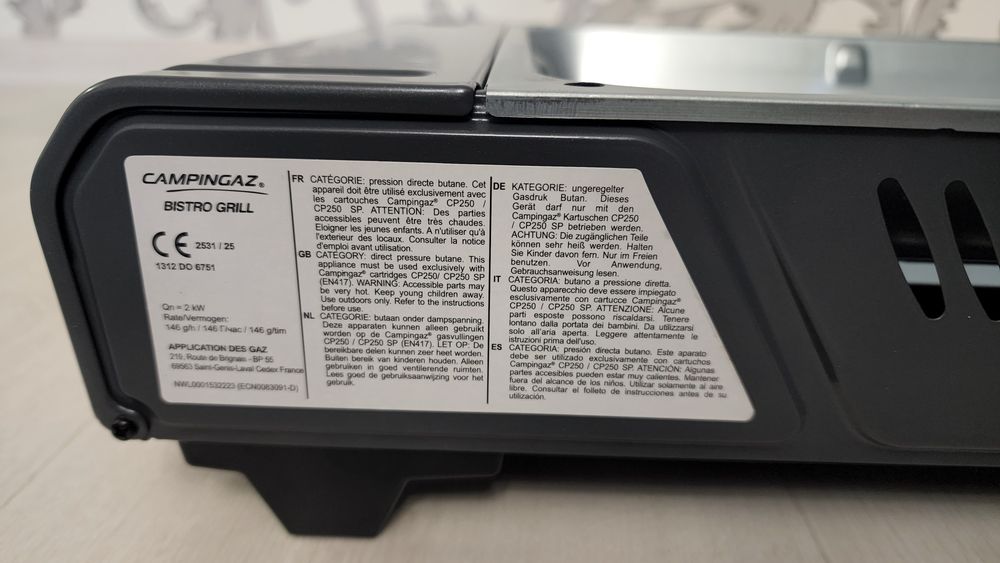 CAMPINGAZ®
BISTRO GRILL
CE 2531 / 25
1312 DO 6751
Qn = 2 kW
Rate/Vermogen:
146 g/h / 146 Г/час / 146 g/tim
APPLICATION DES GAZ
219, Route de Brignais - BP 55
69563 Saint-Genis-Laval Cedex France
NWL0001532223 (ECN0083091-D)
FR CATÉGORIE: pression directe butane. Cet
appareil doit être utilisé exclusivement avec
les cartouches Campingaz® CP250 /
CP250 SP. ATTENTION: Des parties
accessibles peuvent être très chaudes.
Eloigner les jeunes enfants. A n'utiliser qu'à
l'exterieur des locaux. Consulter la notice
d'emploi avant utilisation.
GB CATEGORY: direct pressure butane. This
appliance must be used exclusively with
Campingaz® cartridges CP250/ CP250 SP
(EN417). WARNING: Accessible parts may
be very hot. Keep young children away.
Use outdoors only. Refer to the instructions
before use.
NL CATEGORIE: butaan onder dampspanning.
Deze apparaten kunnen alleen gebruikt
worden op de Campingaz® gasvullingen
CP250 / CP250 SP (EN417). LET OP: De
bereikbare delen kunnen zeer heet worden.
Buiten bereik van kinderen houden. Alleen
gebruiken in goed ventilerende ruimten.
Lees goed de gebruiksaanwijzing voor het
gebruik.
DE KATEGORIE: ungeregelter
Gasdruk Butan. Dieses
Gerät darf nur mit den
Campingaz® Kartuschen CP250
/ CP250 SP betrieben werden.
ACHTUNG: Die zugänglichen Teile
können sehr heiß werden. Halten
Sie Kinder davon fern. Nur im Freien
benutzen. Vor Anwendung,
Gebrauchsanweisung lesen.
IT CATEGORIA: butano a pressione diretta.
Questo apparecchio deve essere impiegato
esclusivamente con cartucce Campingaz®
CP250 / CP250 SP. ATTENZIONE: Alcune
parti esposte possono riscaldarsi. Tenere
lontano dalla portata dei bambini. Da utilizzarsi
solo all'aria aperta. Leggere attentamente le
istruzioni prima dell'uso.
ES CATEGORIA: presión directa butano. Este aparato
debe ser utilizado exclusivamente con cartuchos
Campingaz® CP250 / CP250 SP. ATENCIÓN: Algunas
partes accesibles pueden estar muy calientes. Mantener
fuera del alcance de los niños. Utilizar solamente al aire
libre. Consultar el folleto de instrucciones antes de su
utilización.